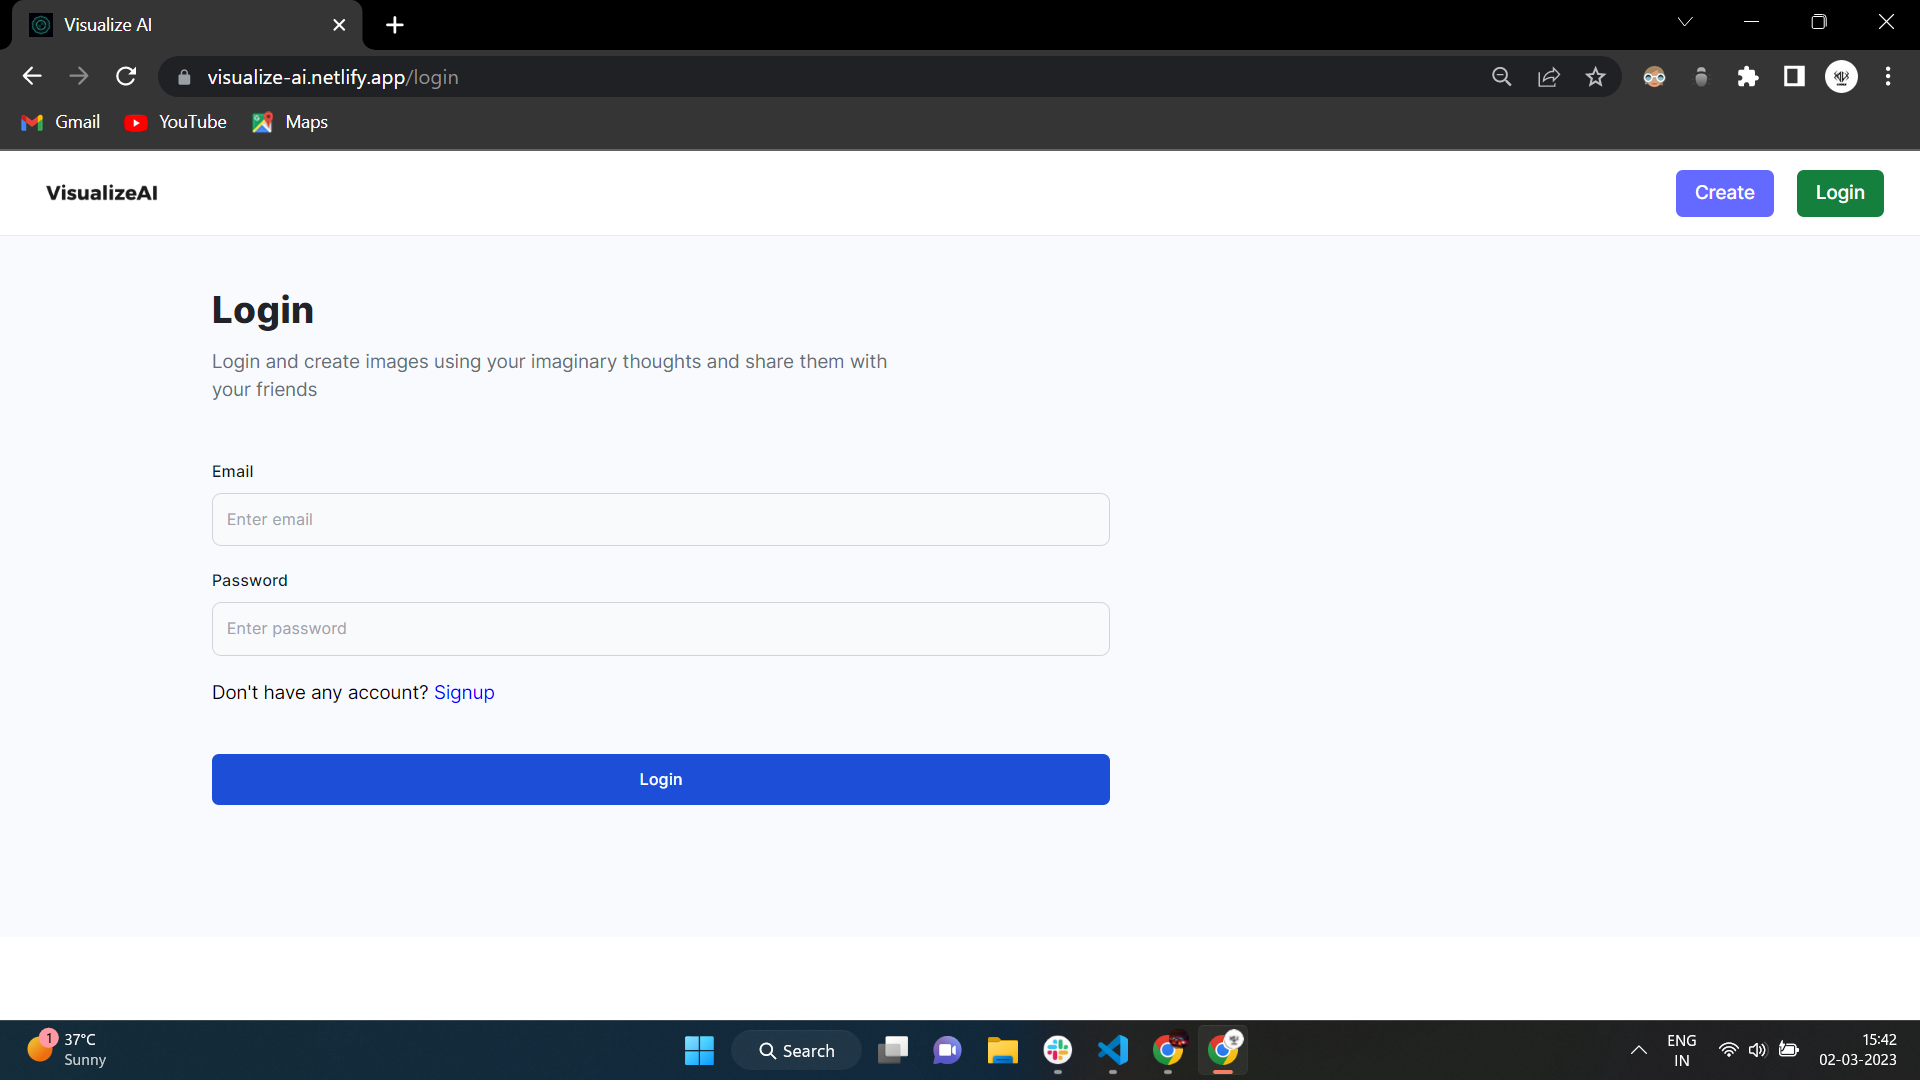 Visualize AI
visualize-ai.netlify.app/login
Gmail
YouTube
Maps
VisualizeAI
Create
Login
Login
Login and create images using your imaginary thoughts and share them with
your friends
Email
Enter email
Password
Enter password
Don't have any account? Signup
Login
1
37°C
Sunny
Search
ENG
IN
15:42
02-03-2023